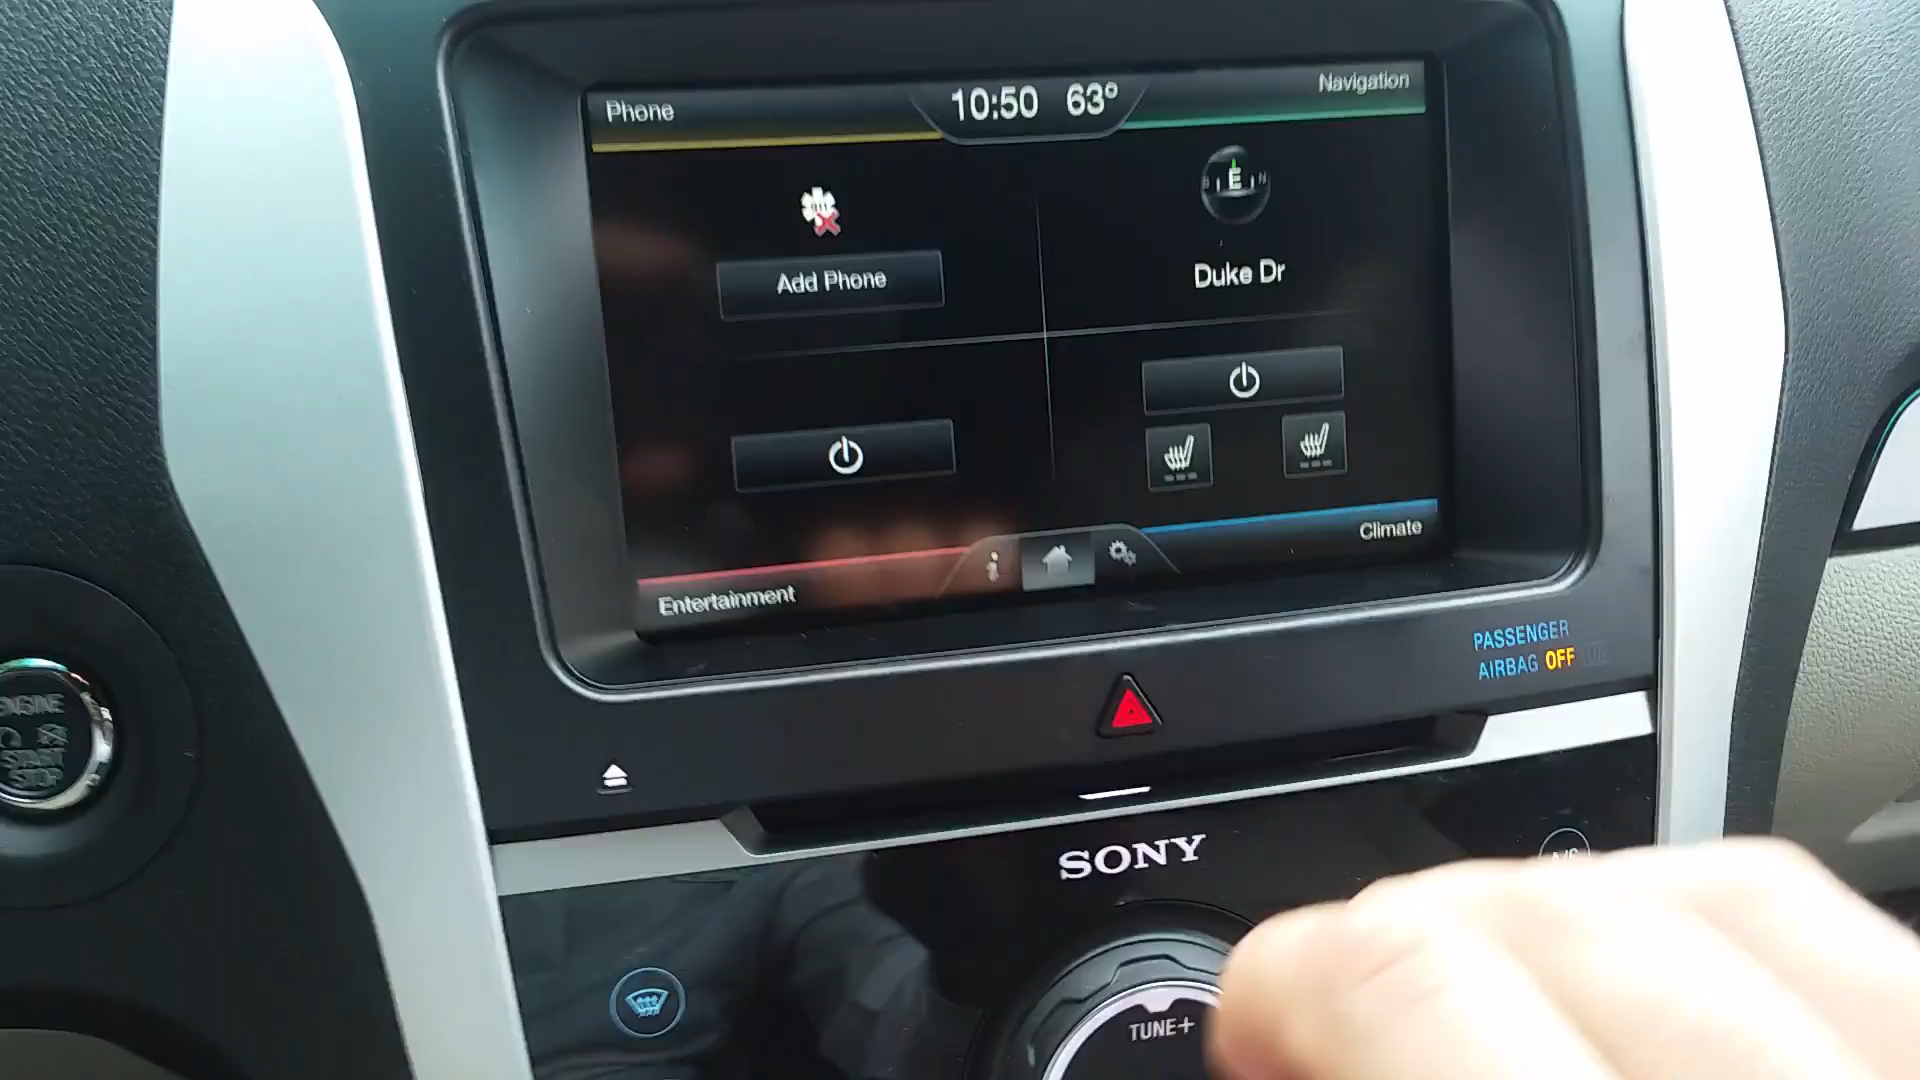 Phone
10:50 63°
Navigation
E
N
Add Phone
Duke Dr
Entertainment
Climate
PASSENGER
AIRBAG OFF
ENGINE
START
STOP
SONY
TUNE+